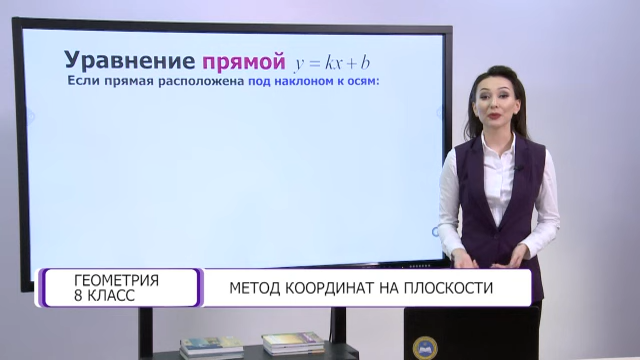 Уравнение прямой y = kx + b
Если прямая расположена под наклоном к осям:
ГЕОМЕТРИЯ
8 КЛАСС
МЕТОД КООРДИНАТ НА ПЛОСКОСТИ